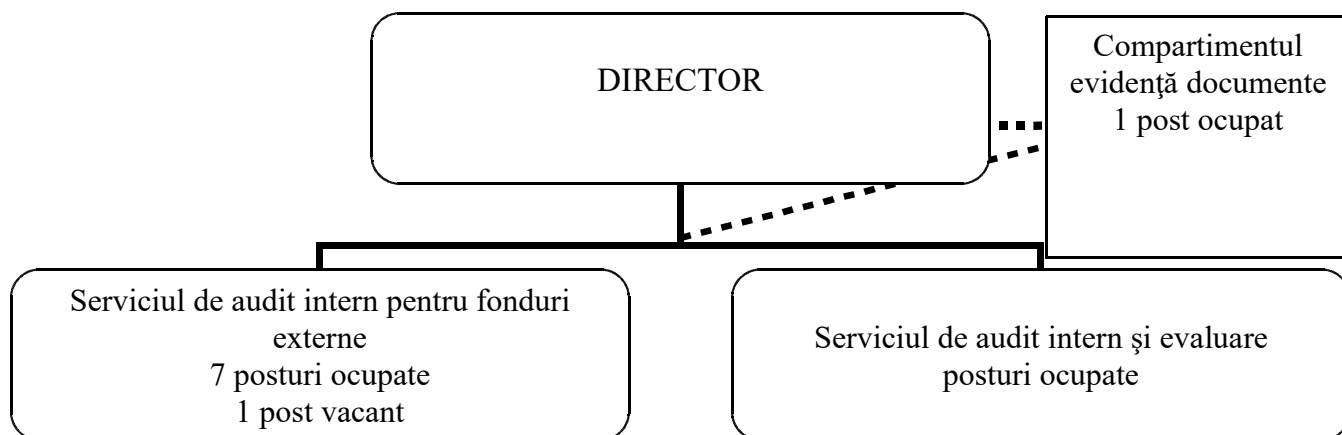 DIRECTOR
Compartimentul
evidenţă documente
1 post ocupat
Serviciul de audit intern pentru fonduri
externe
7 posturi ocupate
1 post vacant
Serviciul de audit intern şi evaluare
posturi ocupate